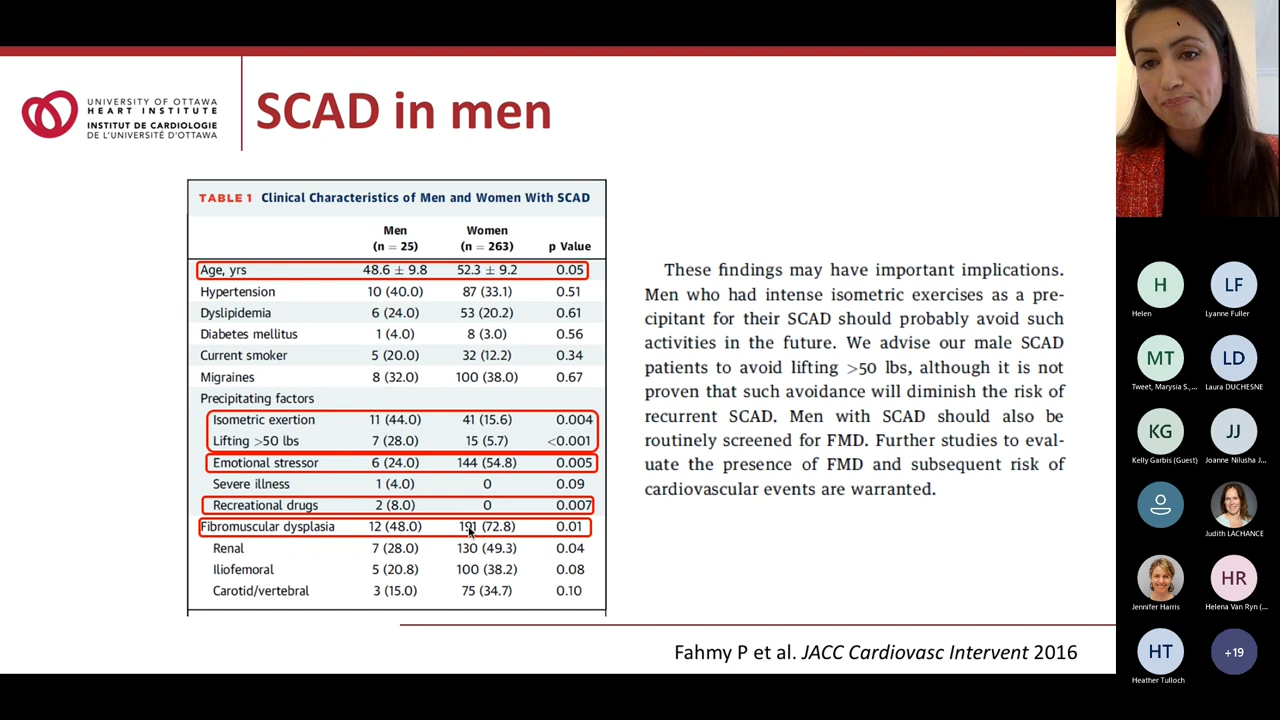 UNIVERSITY OF OTTAWA
HEART INSTITUTE
INSTITUT DE CARDIOLOGIE
DE L'UNIVERSITÉ D'OTTAWA
SCAD in men
TABLE 1 Clinical Characteristics of Men and Women With SCAD
Men (n = 25) Women (n = 263) p Value
Age, yrs 48.6 ± 9.8 52.3 ± 9.2 0.05
Hypertension 10 (40.0) 87 (33.1) 0.51
Dyslipidemia 6 (24.0) 53 (20.2) 0.61
Diabetes mellitus 1 (4.0) 8 (3.0) 0.56
Current smoker 5 (20.0) 32 (12.2) 0.34
Migraines 8 (32.0) 100 (38.0) 0.67
Precipitating factors
Isometric exertion 11 (44.0) 41 (15.6) 0.004
Lifting >50 lbs 7 (28.0) 15 (5.7) <0.001
Emotional stressor 6 (24.0) 144 (54.8) 0.005
Severe illness 1 (4.0) 0 0.09
Recreational drugs 2 (8.0) 0 0.007
Fibromuscular dysplasia 12 (48.0) 191 (72.8) 0.01
Renal 7 (28.0) 130 (49.3) 0.04
Iliofemoral 5 (20.8) 100 (38.2) 0.08
Carotid/vertebral 3 (15.0) 75 (34.7) 0.10
These findings may have important implications.
Men who had intense isometric exercises as a pre-
cipitant for their SCAD should probably avoid such
activities in the future. We advise our male SCAD
patients to avoid lifting >50 lbs, although it is not
proven that such avoidance will diminish the risk of
recurrent SCAD. Men with SCAD should also be
routinely screened for FMD. Further studies to eval-
uate the presence of FMD and subsequent risk of
cardiovascular events are warranted.
Fahmy P et al. JACC Cardiovasc Intervent 2016
H LF
Helen Lyanne Fuller
MT LD
Tweet, Marysia S.,... Laura DUCHESNE
KG JJ
Kelly Garbis (Guest) Joanne Nilusha J...
Judith LACHANCE
HR
Jennifer Harris Helena Van Ryn (...
HT +19
Heather Tulloch